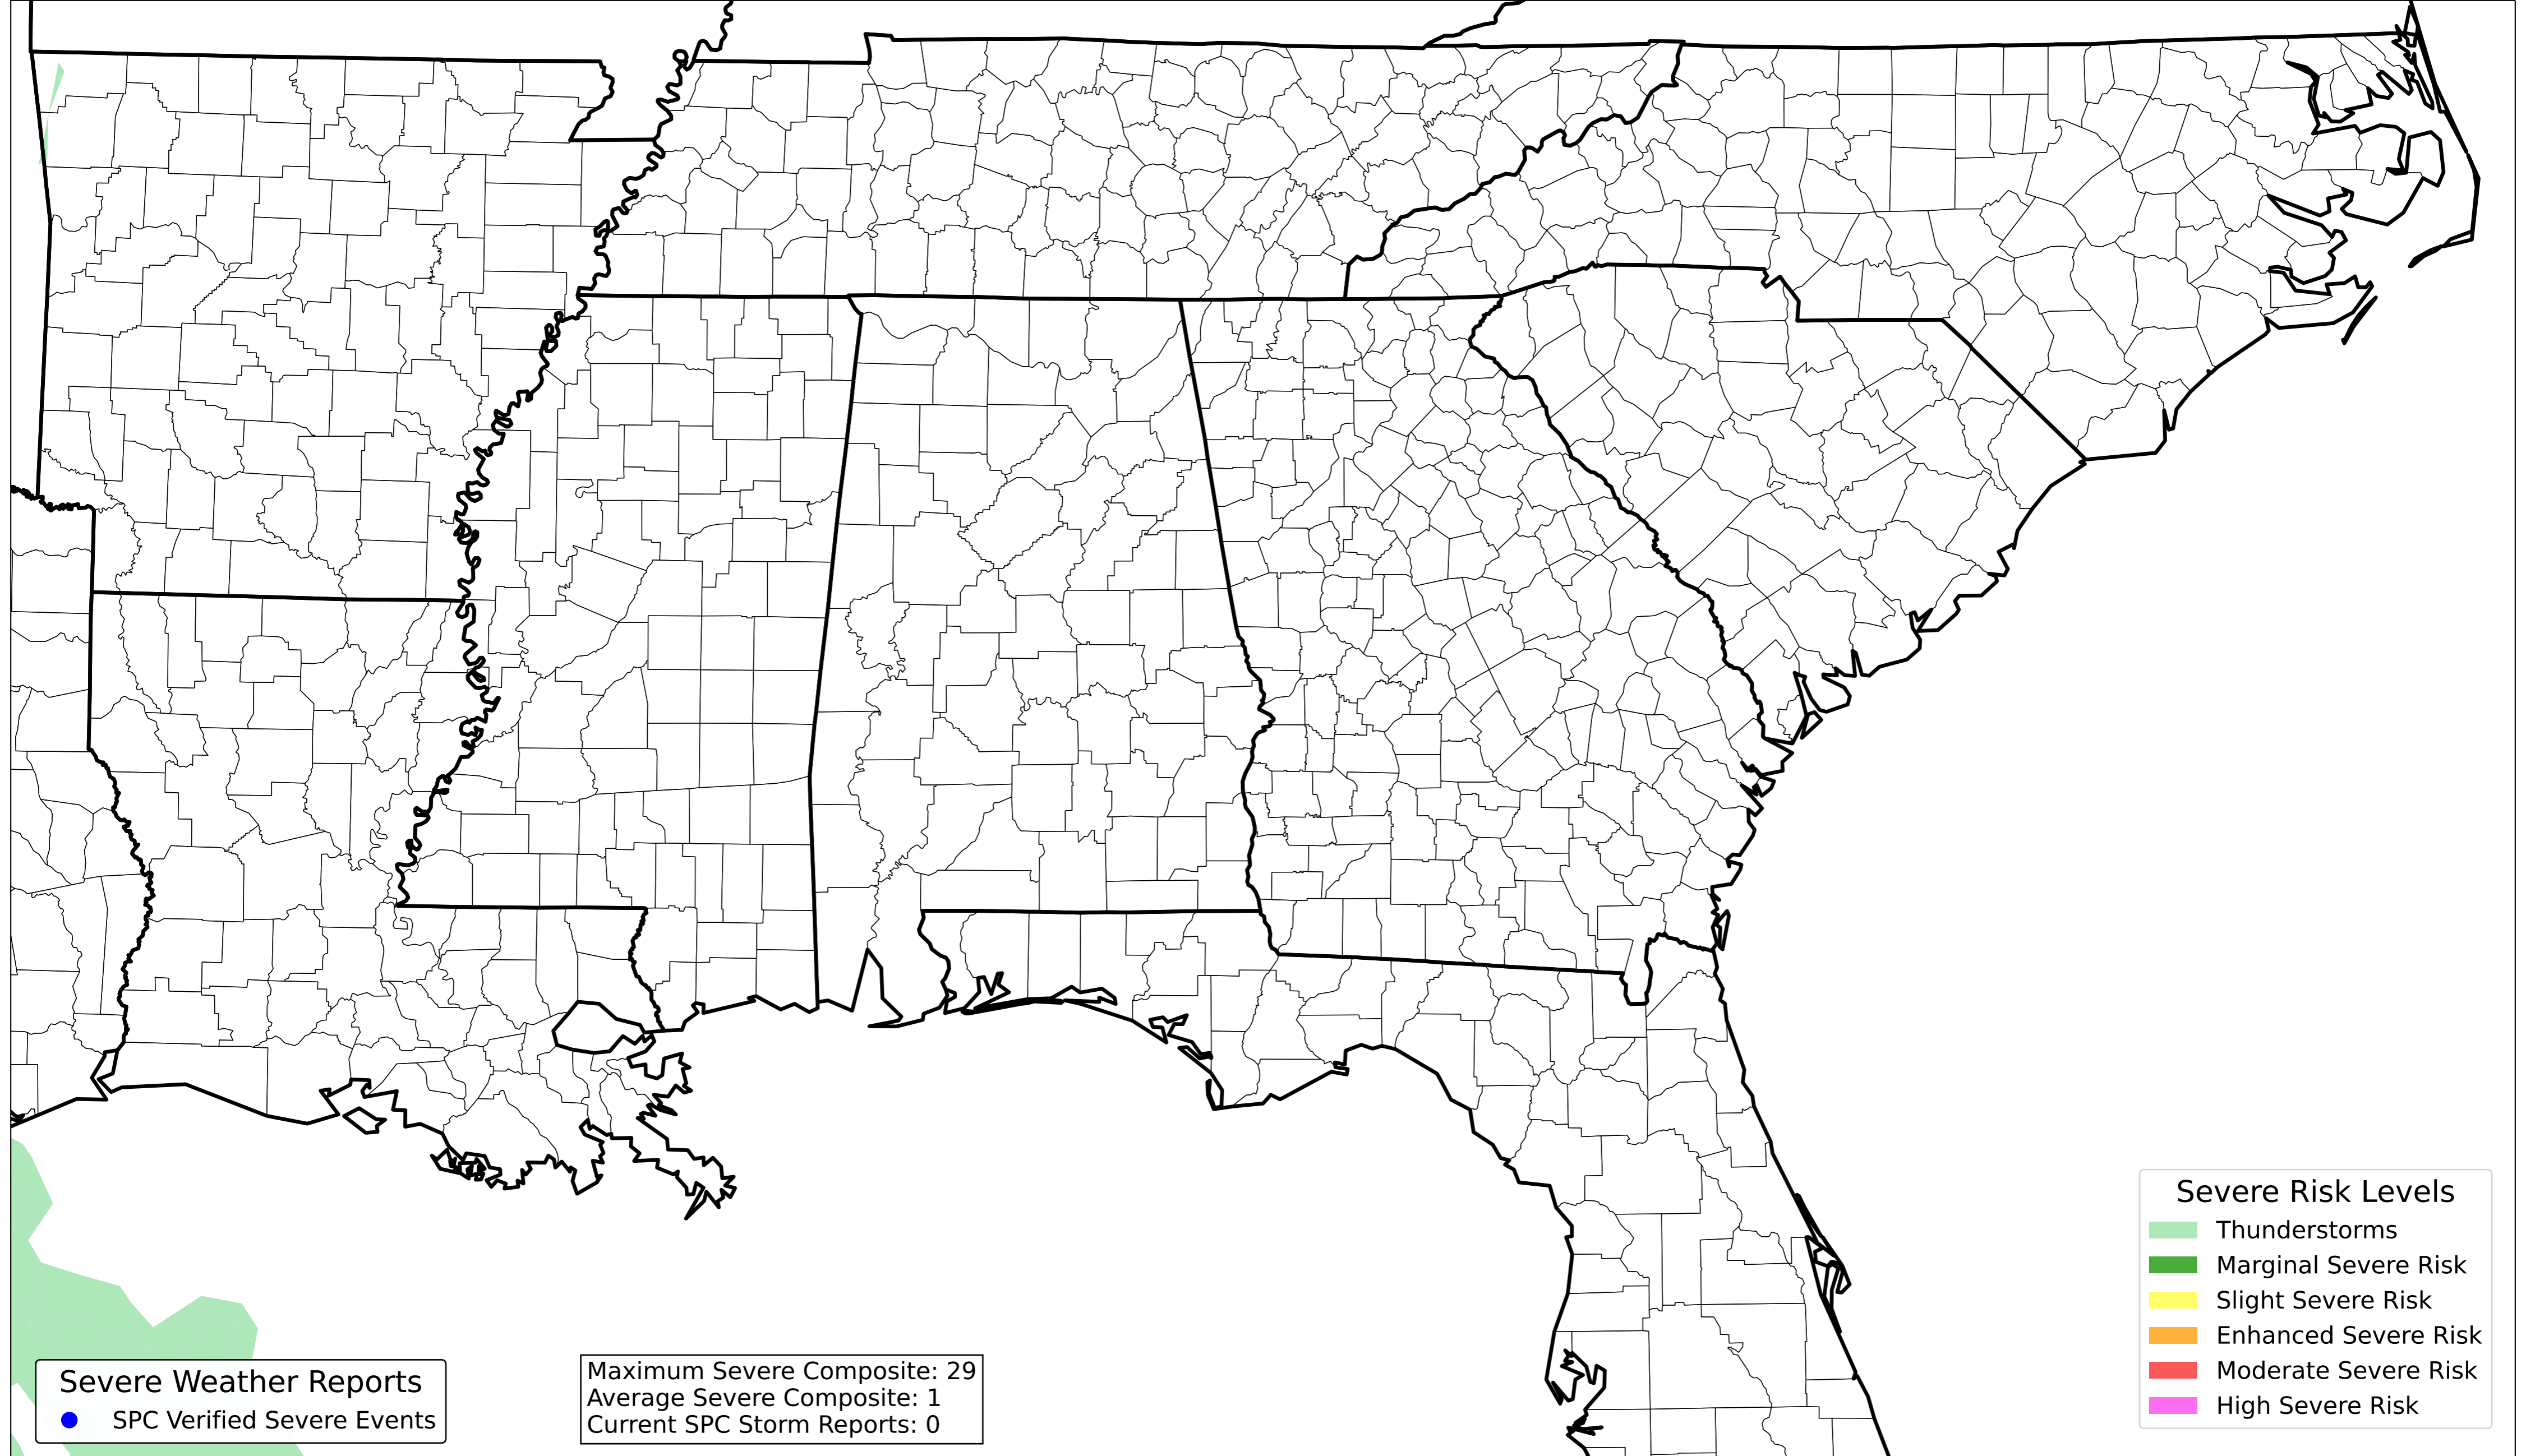 Severe Weather Reports
SPC Verified Severe Events
Maximum Severe Composite: 29
Average Severe Composite: 1
Current SPC Storm Reports: 0
Severe Risk Levels
Thunderstorms
Marginal Severe Risk
Slight Severe Risk
Enhanced Severe Risk
Moderate Severe Risk
High Severe Risk